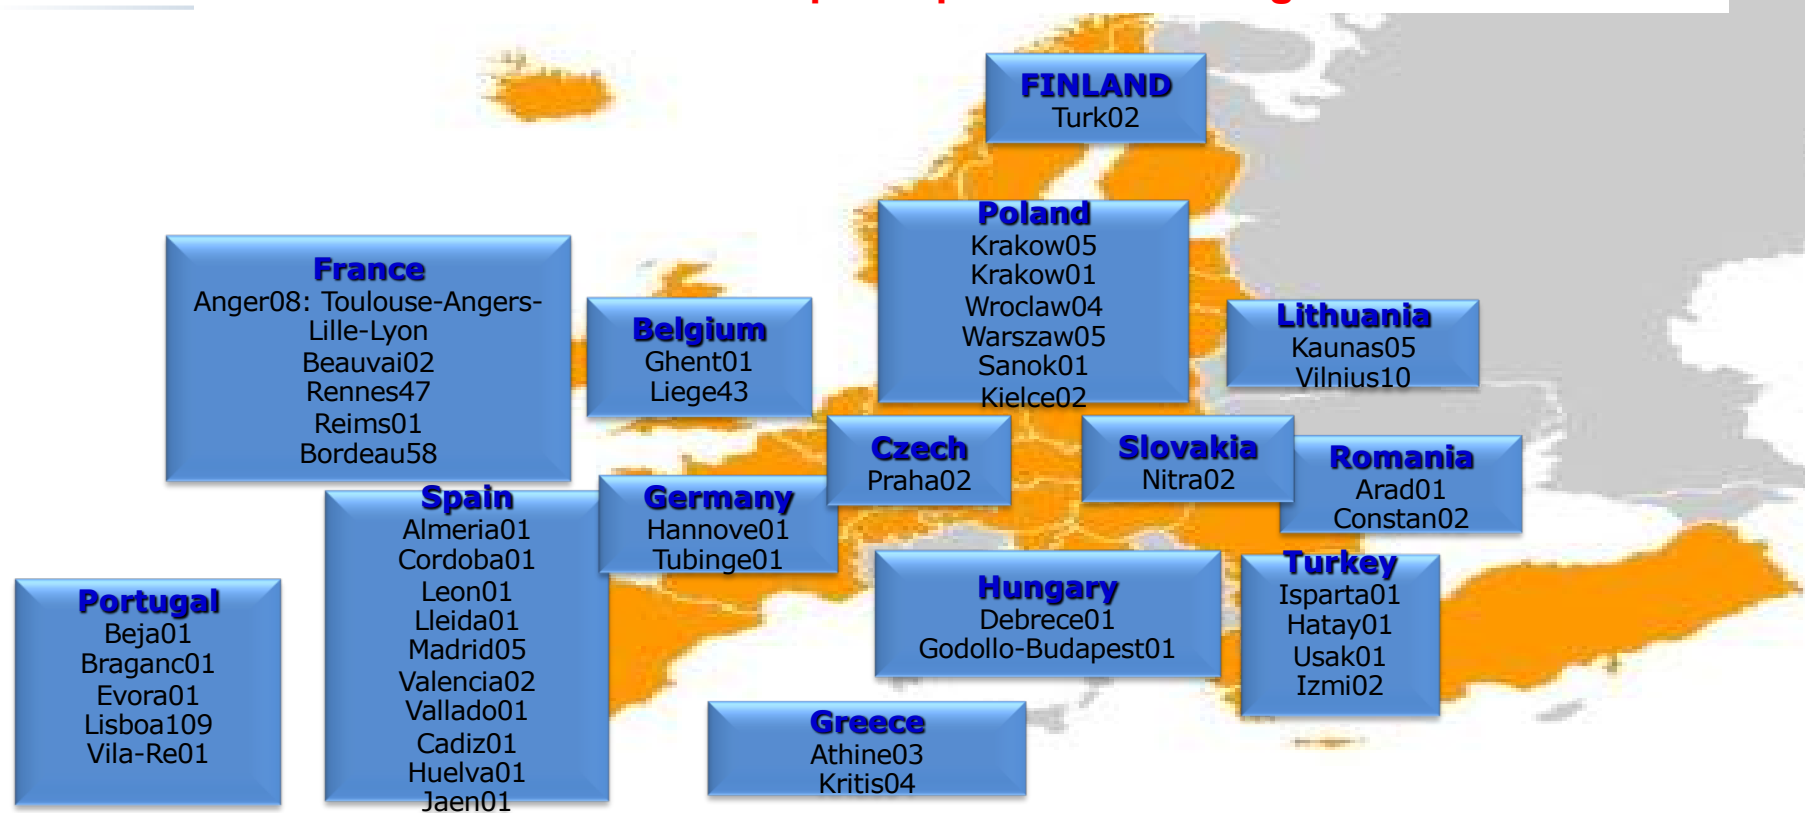 FINLAND
Turk02
Poland
Krakow05
Krakow01
Wroclaw04
Warszaw05
Sanok01
Kielce02
France
Anger08: Toulouse-Angers-
Lille-Lyon
Beauvai02
Rennes47
Reims01
Bordeau58
Belgium
Ghent01
Liege43
Lithuania
Kaunas05
Vilnius10
Czech
Praha02
Slovakia
Nitra02
Romania
Arad01
Constan02
Spain
Almeria01
Cordoba01
Leon01
Lleida01
Madrid05
Valencia02
Vallado01
Cadiz01
Huelva01
Jaen01
Germany
Hannove01
Tubinge01
Hungary
Debrece01
Godollo-Budapest01
Turkey
Isparta01
Hatay01
Usak01
Izmi02
Portugal
Beja01
Braganc01
Evora01
Lisboa109
Vila-Re01
Greece
Athine03
Kritis04